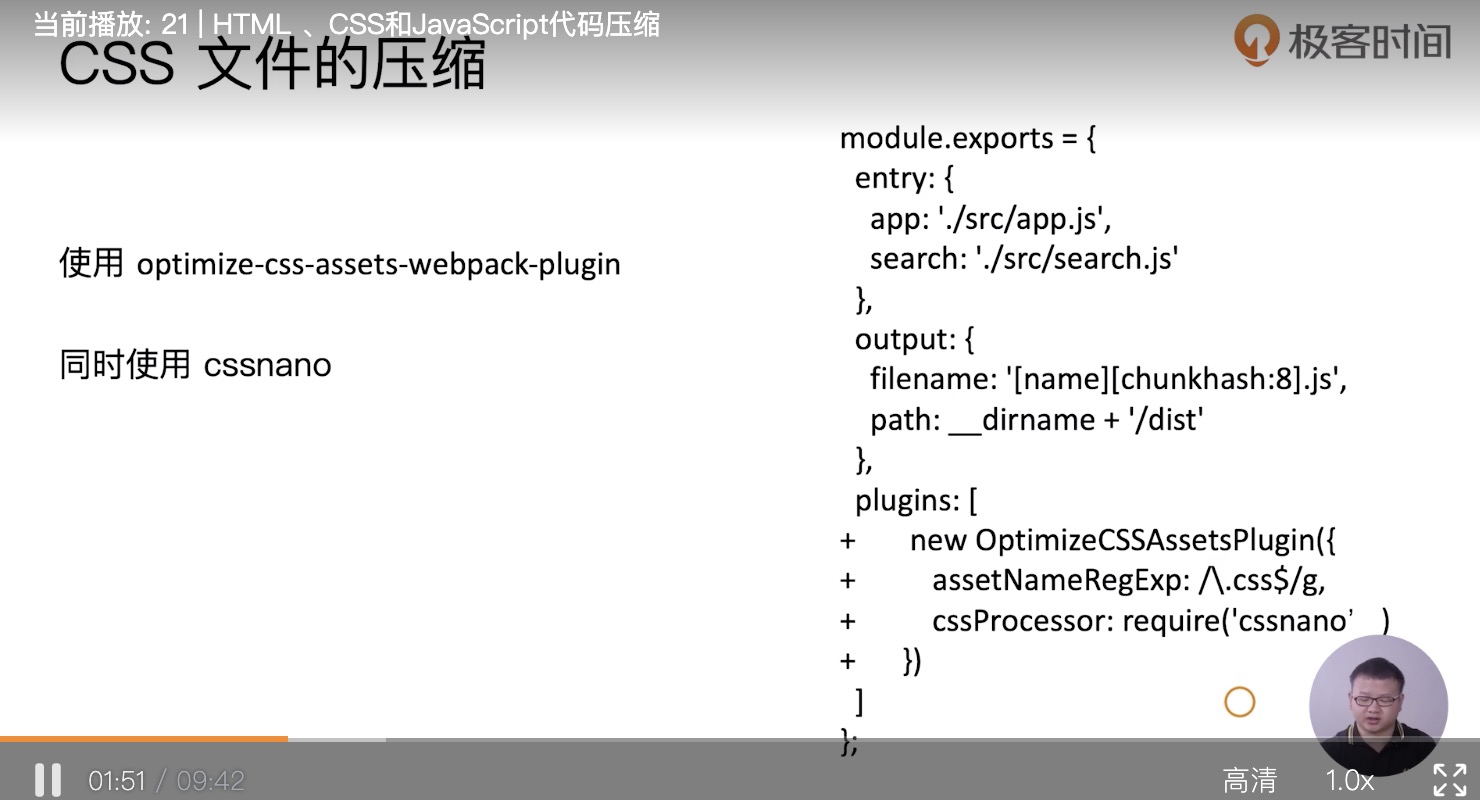 当前播放: 21 | HTML 、CSS和JavaScript代码压缩
极客时间
CSS 文件的压缩
使用 optimize-css-assets-webpack-plugin
同时使用 cssnano
module.exports = {
entry: {
app: './src/app.js',
search: './src/search.js'
},
output: {
filename: '[name][chunkhash:8].js',
path: __dirname + '/dist'
},
plugins: [
+ new OptimizeCSSAssetsPlugin({
+ assetNameRegExp: /\.css$/g,
+ cssProcessor: require('cssnano’ )
+ })
]
};
01:51 / 09:42
高清
1.0x